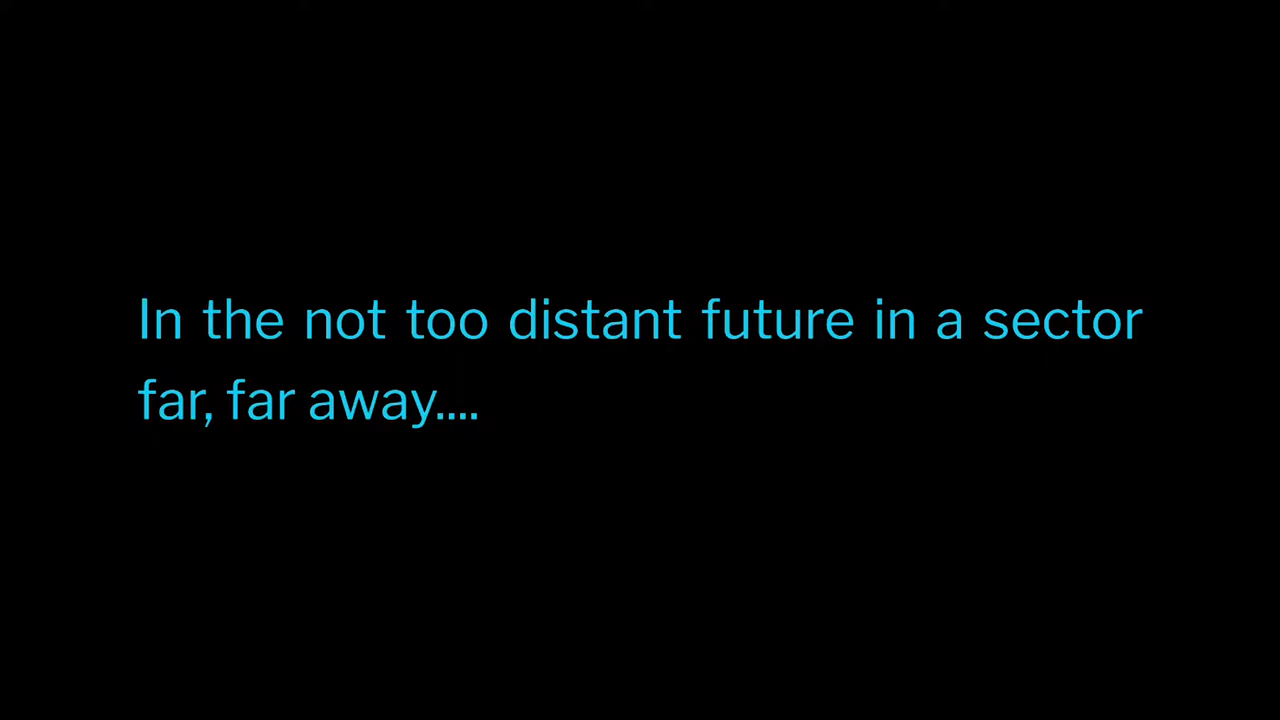 In the not too distant future in a sector
far, far away....